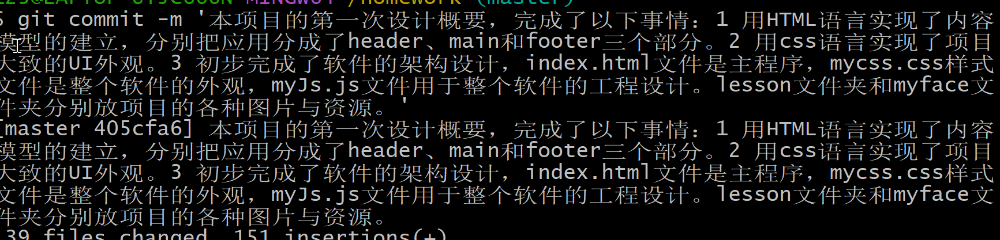 MINGW64 /homework (master)
$ git commit -m '本项目的第一次设计概要，完成了以下事情：1 用HTML语言实现了内容
模型的建立，分别把应用分成了header、main和footer三个部分。2 用css语言实现了项目
大致的UI外观。3 初步完成了软件的架构设计，index.html文件是主程序，mycss.css样式
文件是整个软件的外观，myJs.js文件用于整个软件的工程设计。lesson文件夹和myface文
件夹分别放项目的各种图片与资源。'
[master 405cfa6] 本项目的第一次设计概要，完成了以下事情：1 用HTML语言实现了内容
模型的建立，分别把应用分成了header、main和footer三个部分。2 用css语言实现了项目
大致的UI外观。3 初步完成了软件的架构设计，index.html文件是主程序，mycss.css样式
文件是整个软件的外观，myJs.js文件用于整个软件的工程设计。lesson文件夹和myface文
件夹分别放项目的各种图片与资源。
39 files changed, 151 insertions(+)